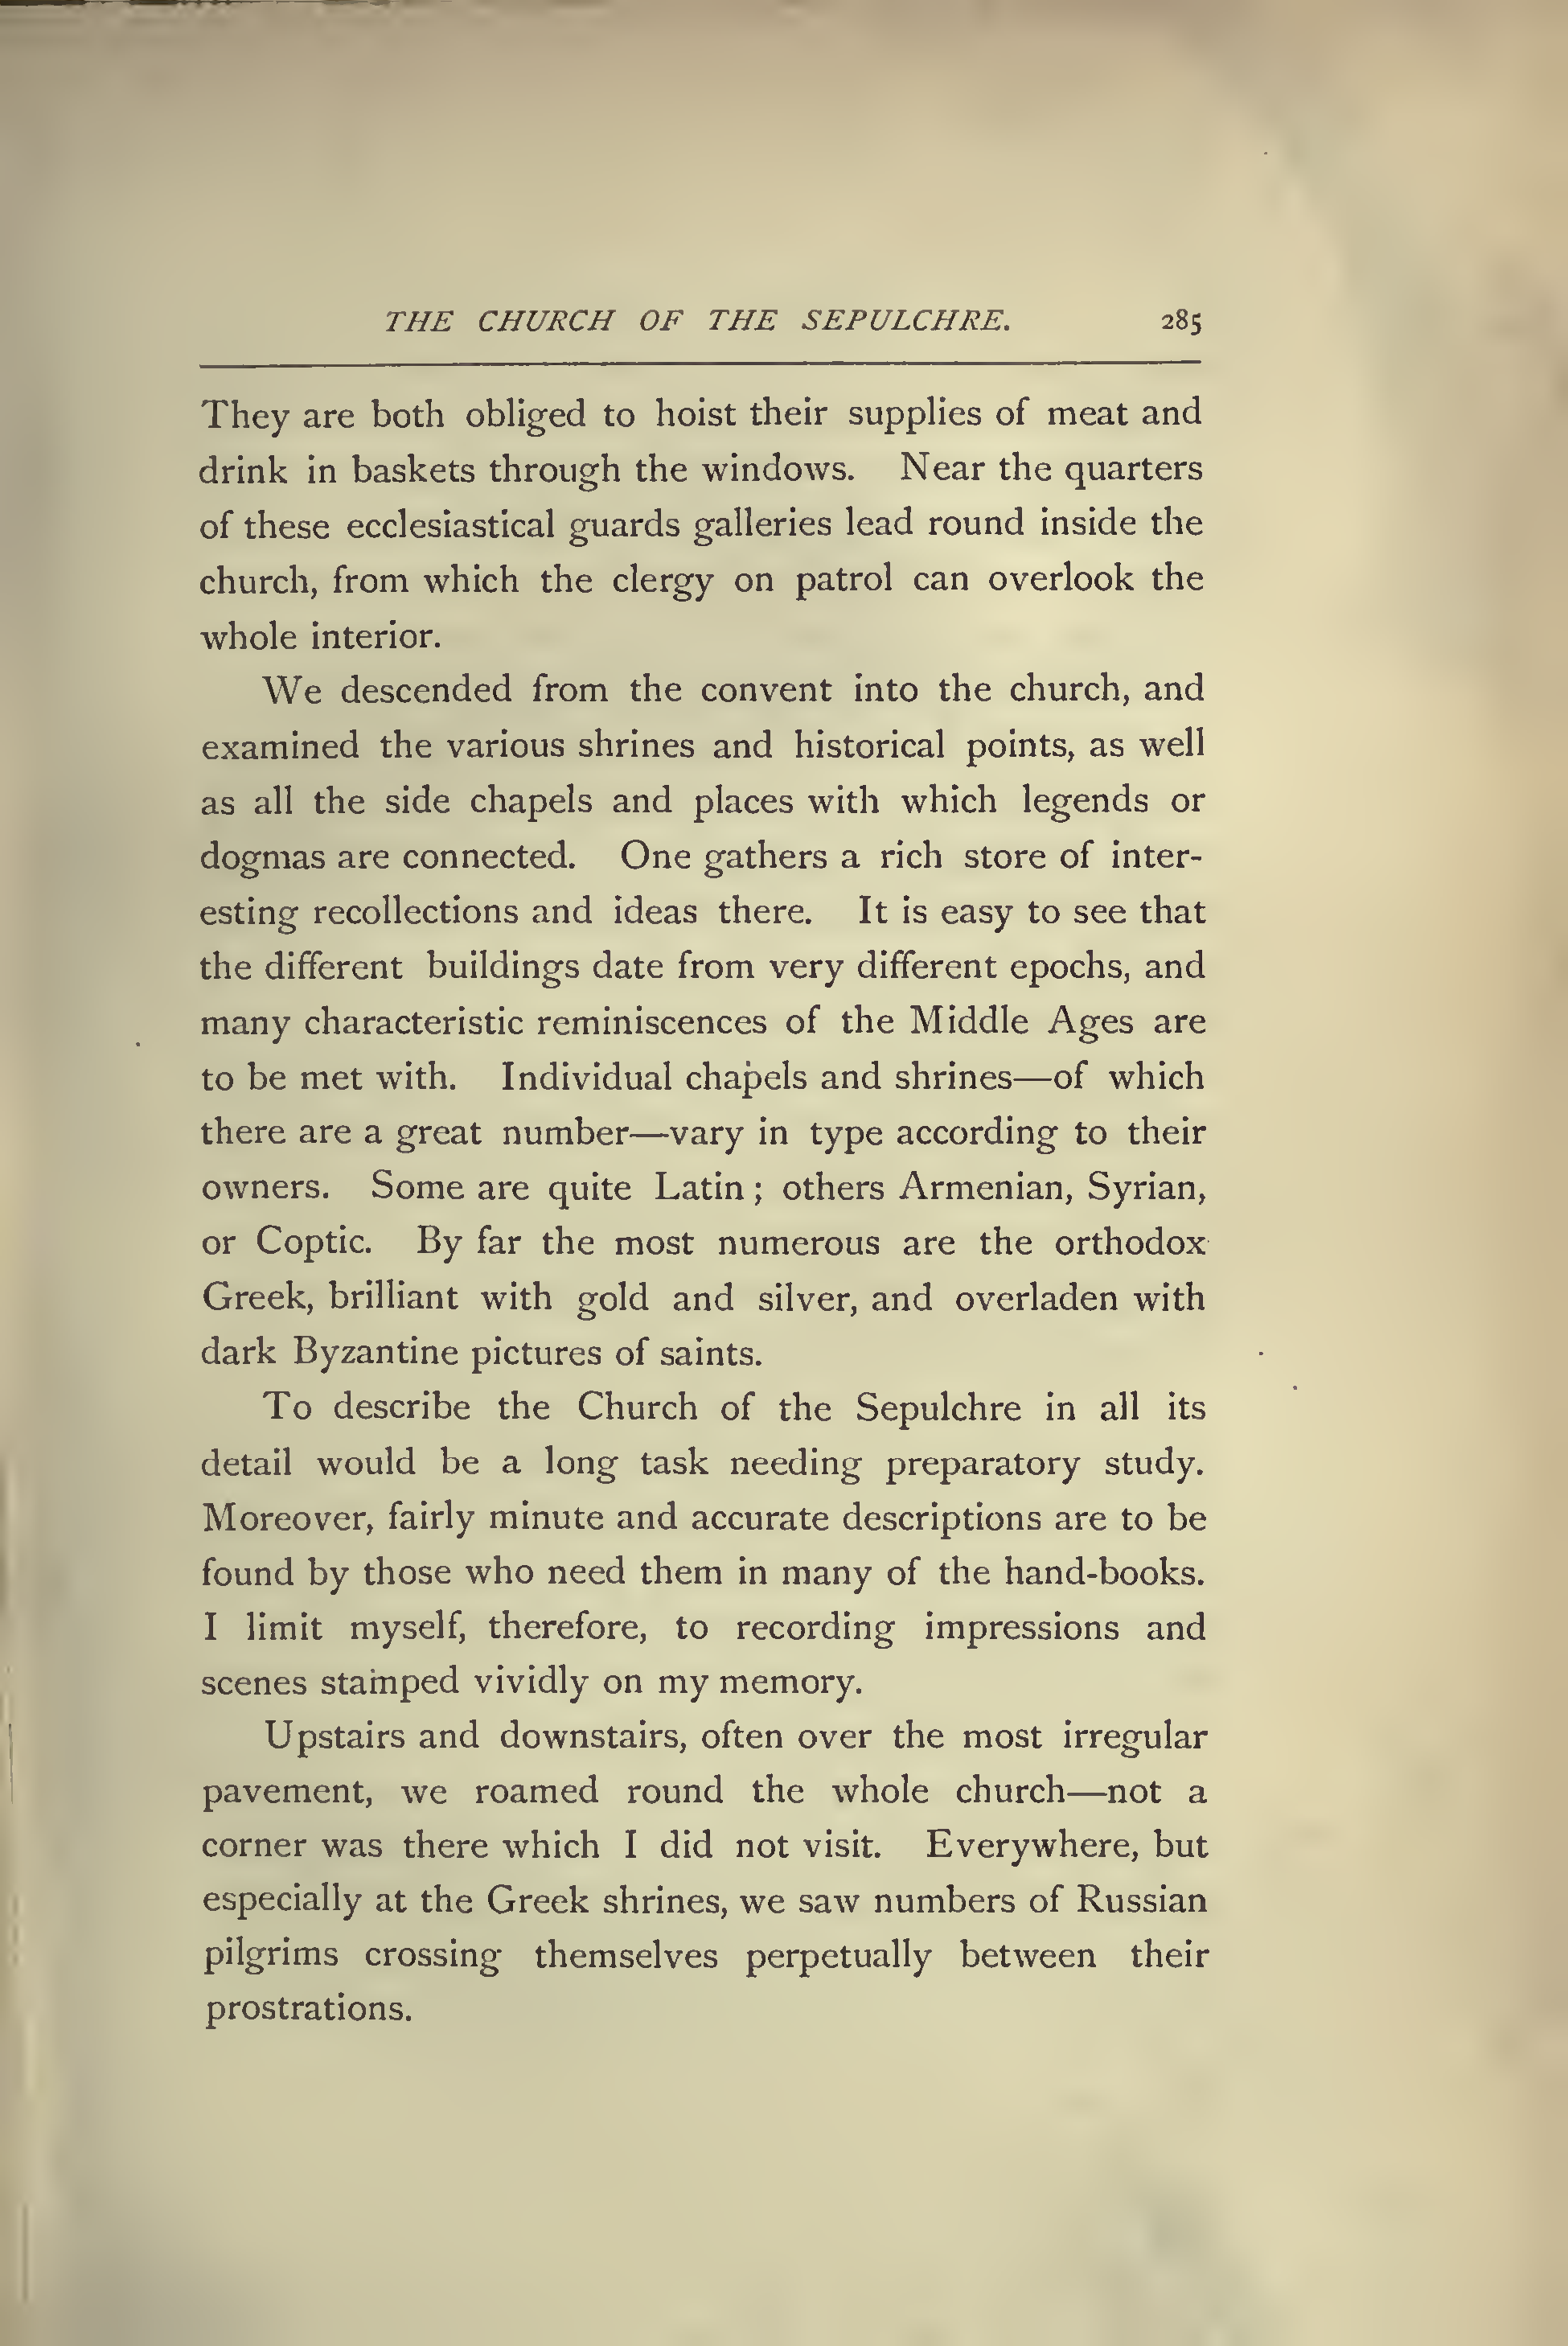 THE CHURCH OF THE SEPULCHRE. 285
They are both obliged to hoist their supplies of meat and
drink in baskets through the windows. Near the quarters
of these ecclesiastical guards galleries lead round inside the
church, from which the clergy on patrol can overlook the
whole interior.
We descended from the convent into the church, and
examined the various shrines and historical points, as well
as all the side chapels and places with which legends or
dogmas are connected. One gathers a rich store of inter-
esting recollections and ideas there. It is easy to see that
the different buildings date from very different epochs, and
many characteristic reminiscences of the Middle Ages are
to be met with. Individual chapels and shrines—of which
there are a great number—vary in type according to their
owners. Some are quite Latin; others Armenian, Syrian,
or Coptic. By far the most numerous are the orthodox
Greek, brilliant with gold and silver, and overladen with
dark Byzantine pictures of saints.
To describe the Church of the Sepulchre in all its
detail would be a long task needing preparatory study.
Moreover, fairly minute and accurate descriptions are to be
found by those who need them in many of the hand-books.
I limit myself, therefore, to recording impressions and
scenes stamped vividly on my memory.
Upstairs and downstairs, often over the most irregular
pavement, we roamed round the whole church—not a
corner was there which I did not visit. Everywhere, but
especially at the Greek shrines, we saw numbers of Russian
pilgrims crossing themselves perpetually between their
prostrations.